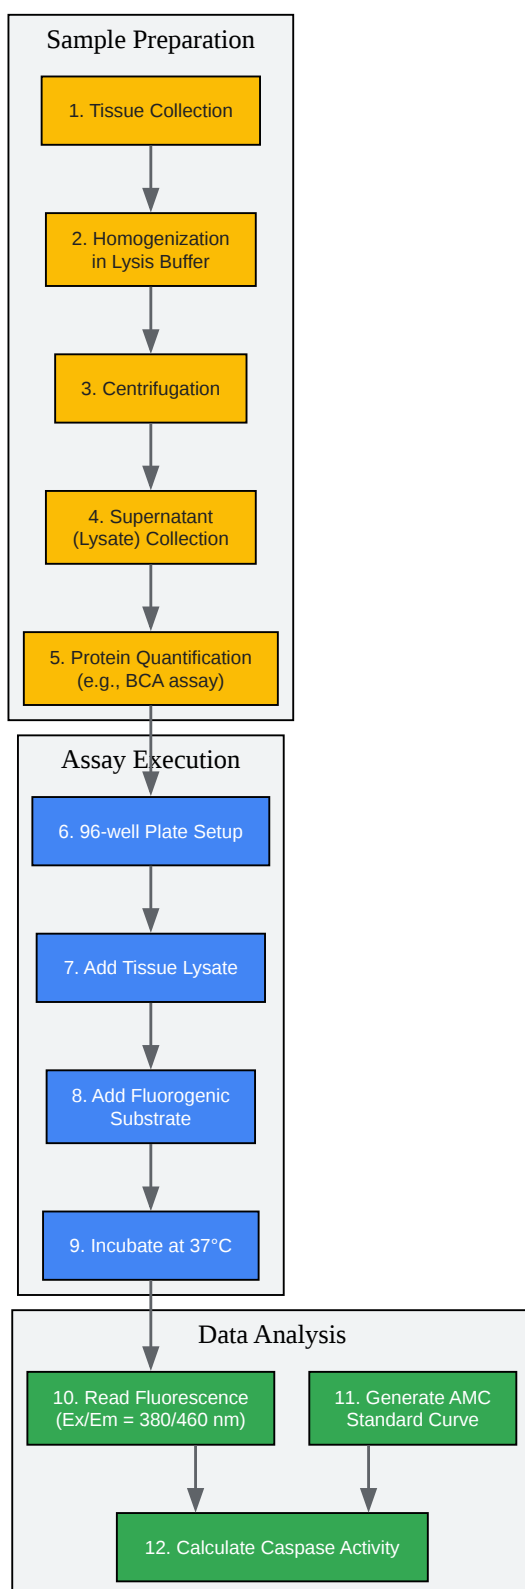 Sample Preparation
1. Tissue Collection
2. Homogenization
in Lysis Buffer
3. Centrifugation
4. Supernatant
(Lysate) Collection
5. Protein Quantification
(e.g., BCA assay)
Assay Execution
6. 96-well Plate Setup
7. Add Tissue Lysate
8. Add Fluorogenic
Substrate
9. Incubate at 37°C
Data Analysis
10. Read Fluorescence
(Ex/Em = 380/460 nm)
11. Generate AMC
Standard Curve
12. Calculate Caspase Activity